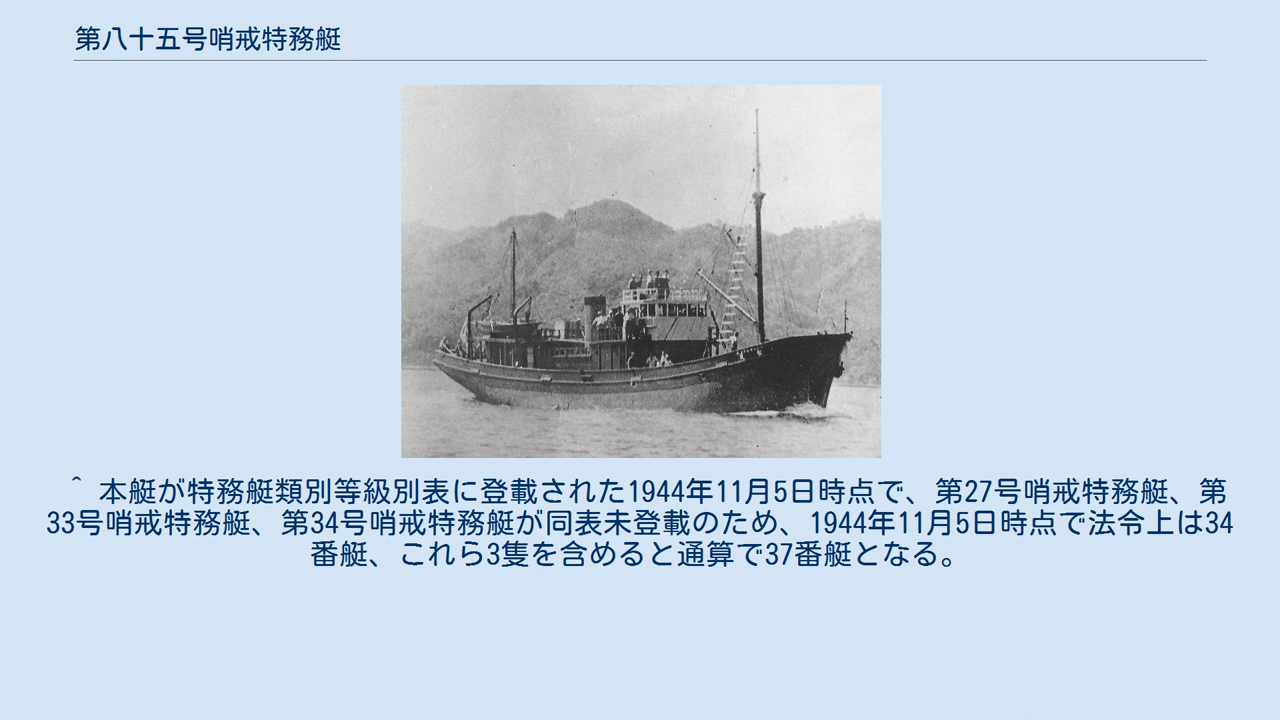 第八十五号哨戒特務艇
^ 本艇が特務艇類別等級別表に登載された1944年11月5日時点で、第27号哨戒特務艇、第
33号哨戒特務艇、第34号哨戒特務艇が同表未登載のため、1944年11月5日時点で法令上は34
番艇、これら3隻を含めると通算で37番艇となる。